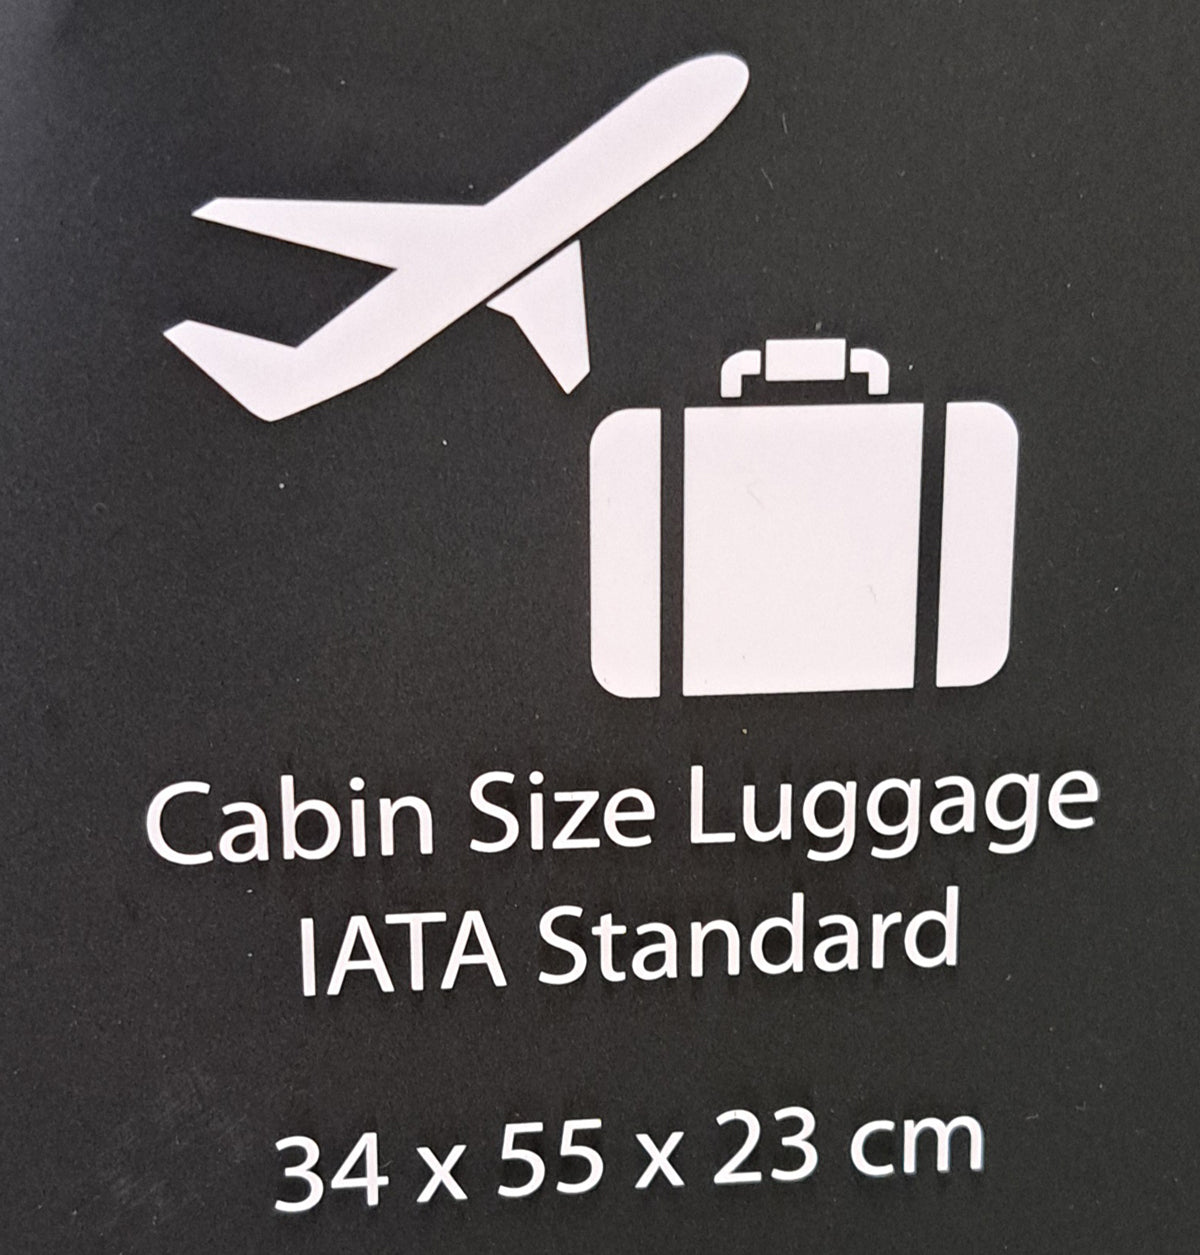 Cabin Size Luggage
IATA Standard
34 x 55 x 23 cm